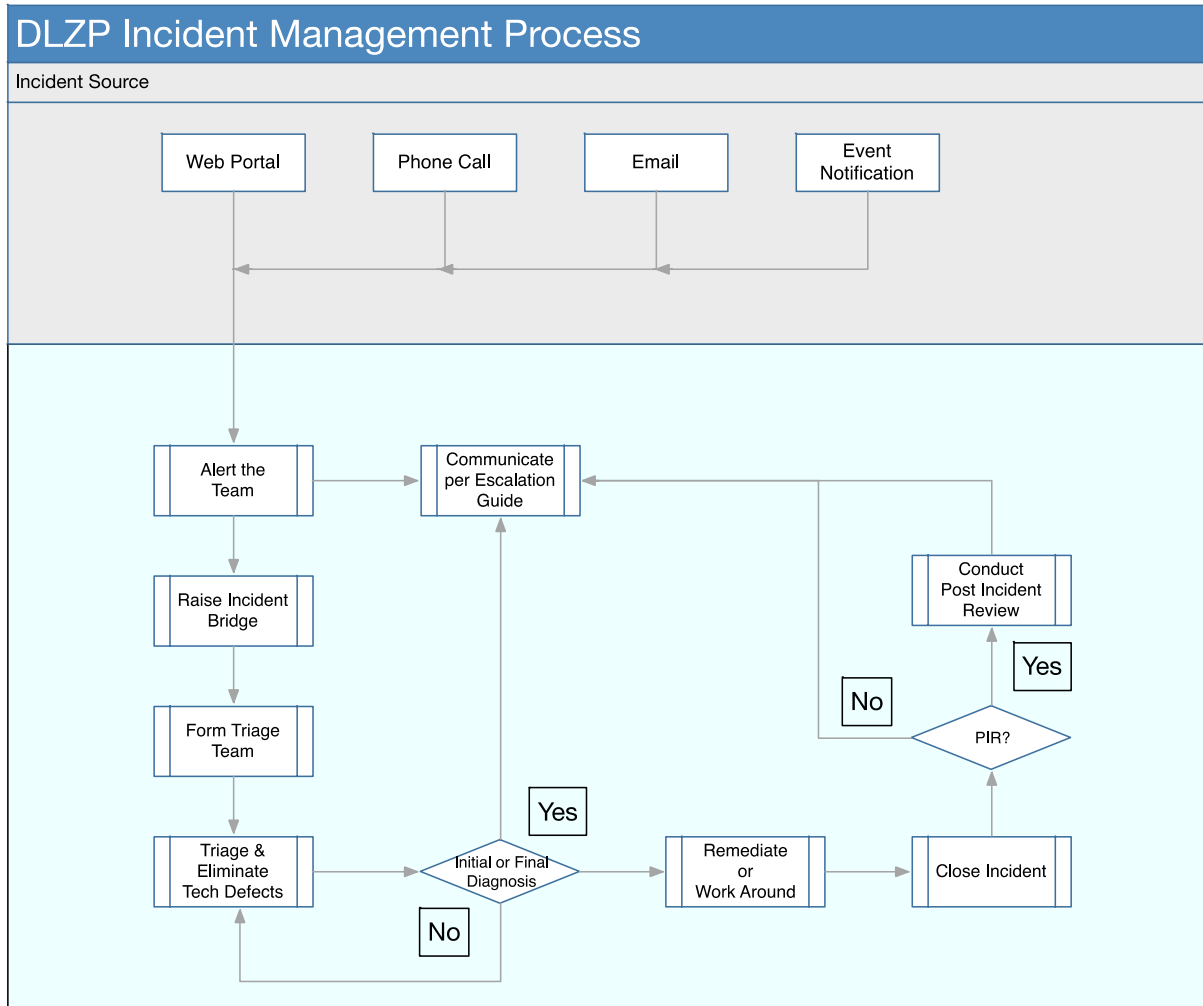 DLZP Incident Management Process
Incident Source
Web Portal
Phone Call
Email
Event
Notification
Alert the
Team
Communicate
per Escalation
Guide
Raise Incident
Bridge
Conduct
Post Incident
Review
Yes
No
Form Triage
Team
PIR?
Yes
Triage &
Eliminate
Tech Defects
Initial or Final
Diagnosis
Remediate
or
Work Around
Close Incident
No